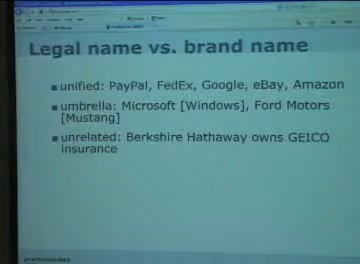 Legal name vs. brand name
unified: PayPal, FedEx, Google, eBay, Amazon
umbrella: Microsoft [Windows], Ford Motors
[Mustang]
unrelated: Berkshire Hathaway owns GEICO
insurance